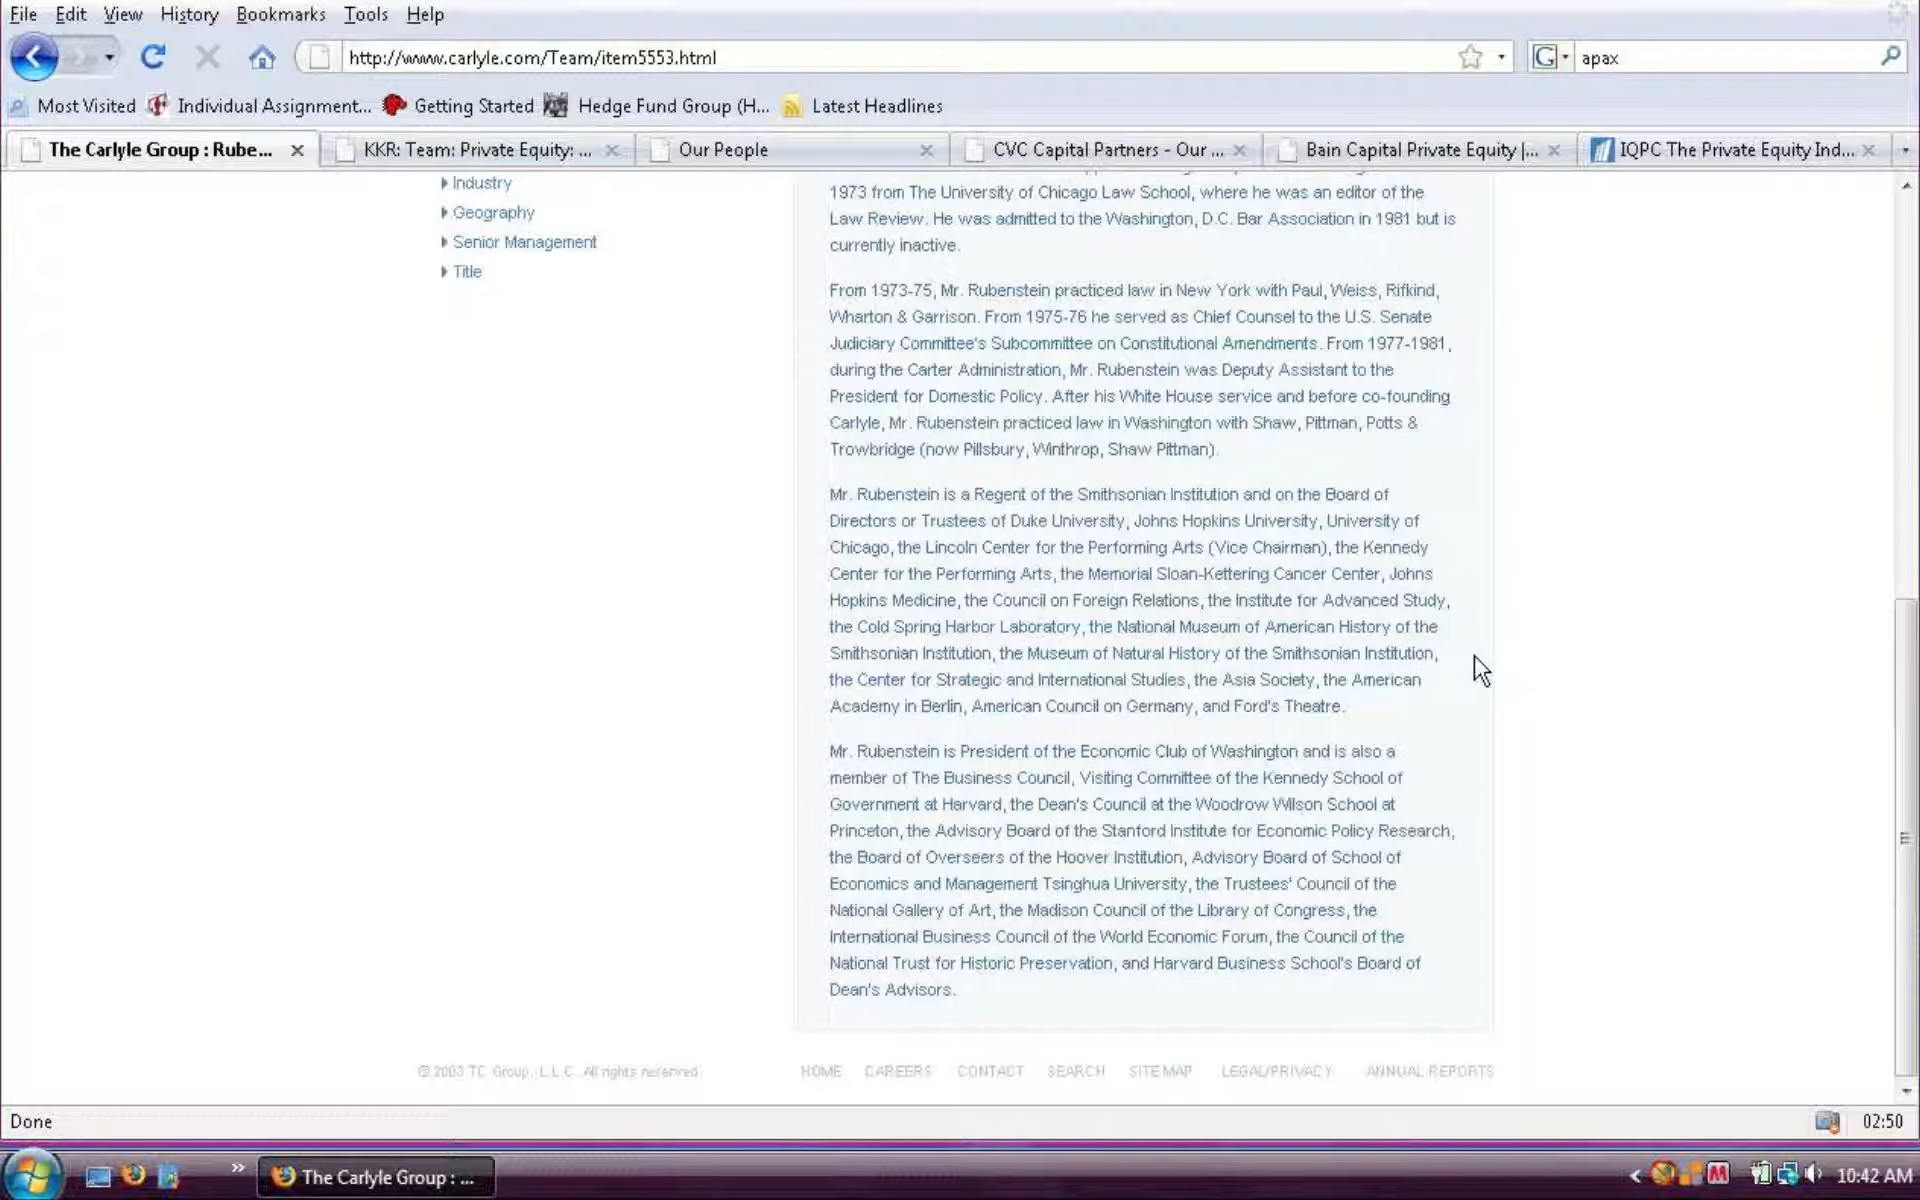 File Edit View History Bookmarks Tools Help
http://www.carlyle.com/Team/item5553.html
apax
Most Visited Individual Assignment... Getting Started Hedge Fund Group (H... Latest Headlines
The Carlyle Group : Rube... KKR: Team: Private Equity: ... Our People CVC Capital Partners - Our ... Bain Capital Private Equity |... IQPC The Private Equity Ind...
Industry
Geography
Senior Management
Title
1973 from The University of Chicago Law School, where he was an editor of the
Law Review. He was admitted to the Washington, D.C. Bar Association in 1981 but is
currently inactive.
From 1973-75, Mr. Rubenstein practiced law in New York with Paul, Weiss, Rifkind,
Wharton & Garrison. From 1975-76 he served as Chief Counsel to the U.S. Senate
Judiciary Committee's Subcommittee on Constitutional Amendments. From 1977-1981,
during the Carter Administration, Mr. Rubenstein was Deputy Assistant to the
President for Domestic Policy. After his White House service and before co-founding
Carlyle, Mr. Rubenstein practiced law in Washington with Shaw, Pittman, Potts &
Trowbridge (now Pillsbury, Winthrop, Shaw Pittman).
Mr. Rubenstein is a Regent of the Smithsonian Institution and on the Board of
Directors or Trustees of Duke University, Johns Hopkins University, University of
Chicago, the Lincoln Center for the Performing Arts (Vice Chairman), the Kennedy
Center for the Performing Arts, the Memorial Sloan-Kettering Cancer Center, Johns
Hopkins Medicine, the Council on Foreign Relations, the Institute for Advanced Study,
the Cold Spring Harbor Laboratory, the National Museum of American History of the
Smithsonian Institution, the Museum of Natural History of the Smithsonian Institution,
the Center for Strategic and International Studies, the Asia Society, the American
Academy in Berlin, American Council on Germany, and Ford's Theatre.
Mr. Rubenstein is President of the Economic Club of Washington and is also a
member of The Business Council, Visiting Committee of the Kennedy School of
Government at Harvard, the Dean's Council at the Woodrow Wilson School at
Princeton, the Advisory Board of the Stanford Institute for Economic Policy Research,
the Board of Overseers of the Hoover Institution, Advisory Board of School of
Economics and Management Tsinghua University, the Trustees' Council of the
National Gallery of Art, the Madison Council of the Library of Congress, the
International Business Council of the World Economic Forum, the Council of the
National Trust for Historic Preservation, and Harvard Business School's Board of
Dean's Advisors.
© 2003 TC Group, L.L.C. All rights reserved HOME CAREERS CONTACT SEARCH SITE MAP LEGAL/PRIVACY ANNUAL REPORTS
Done 02:50
The Carlyle Group : ... 10:42 AM